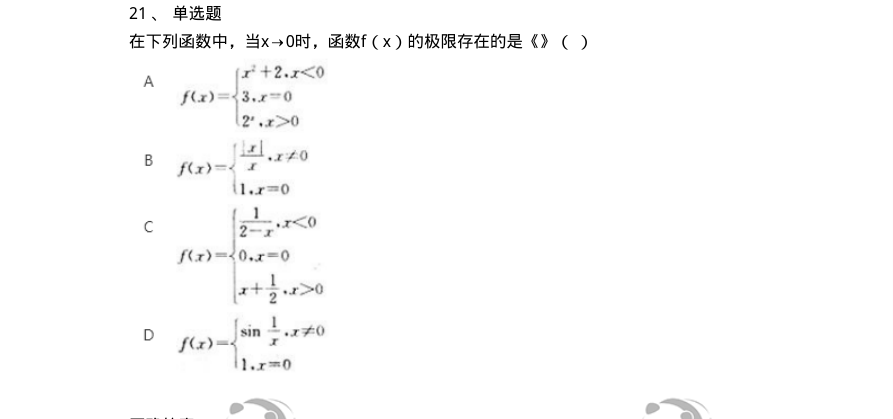 21 、 单选题
在下列函数中，当x→0时，函数f（x）的极限存在的是《》（ ）
A
f(x)={x²+2,x<0
3,x=0
2ˣ,x>0
B
f(x)={|x|/x,x≠0
1,x=0
C
f(x)={1/(2−x),x<0
0,x=0
x+1/2,x>0
D
f(x)={sin 1/x,x≠0
1,x=0